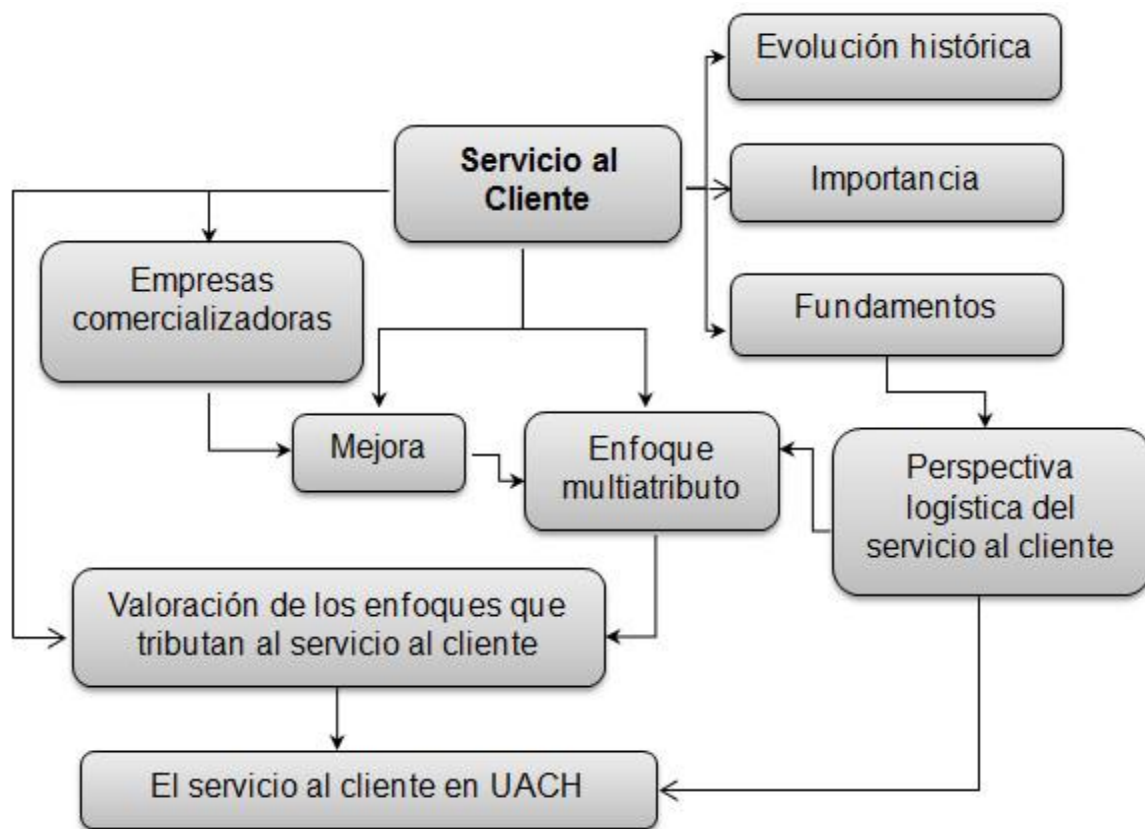 Evolución histórica
Servicio al
Cliente
Importancia
Empresas
comercializadoras
Fundamentos
Mejora
Enfoque
multiatributo
Perspectiva
logística del
servicio al cliente
Valoración de los enfoques que
tributan al servicio al cliente
El servicio al cliente en UACH